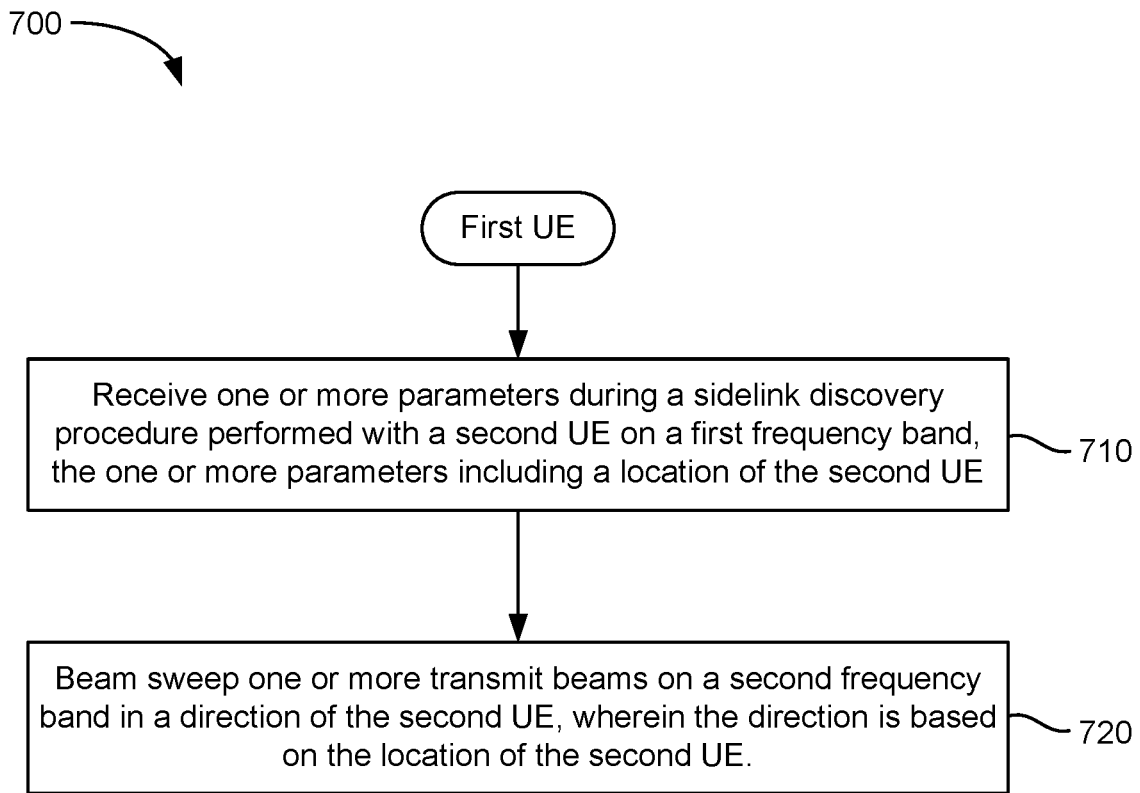 700
First UE
Receive one or more parameters during a sidelink discovery
procedure performed with a second UE on a first frequency band,
the one or more parameters including a location of the second UE
710
Beam sweep one or more transmit beams on a second frequency
band in a direction of the second UE, wherein the direction is based
on the location of the second UE.
720